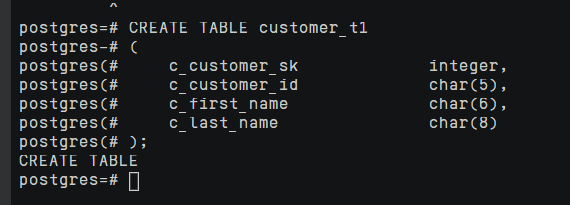 ^
postgres=# CREATE TABLE customer_t1
postgres-# (
postgres(#     c_customer_sk             integer,
postgres(#     c_customer_id             char(5),
postgres(#     c_first_name              char(6),
postgres(#     c_last_name               char(8)
postgres(# );
CREATE TABLE
postgres=#